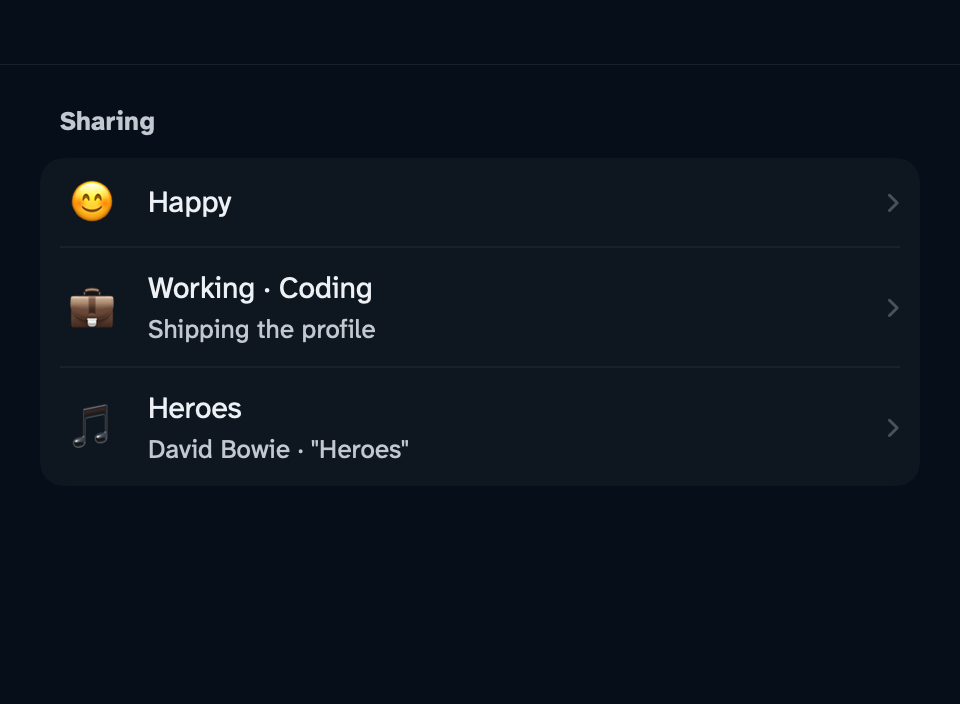 Sharing
Happy
Working · Coding
Shipping the profile
Heroes
David Bowie · "Heroes"